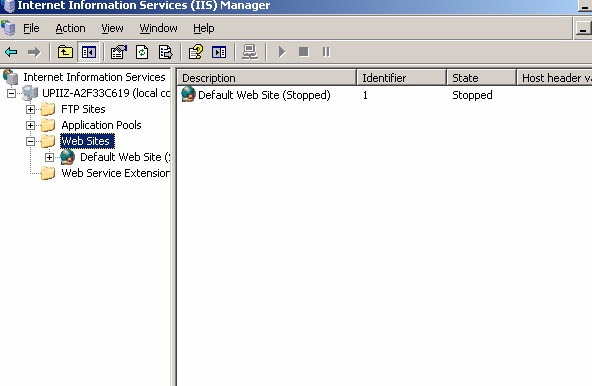 Internet Information Services (IIS) Manager
File Action View Window Help
Internet Information Services
UPIIZ-A2F33C619 (local co
FTP Sites
Application Pools
Web Sites
Default Web Site (S
Web Service Extension
Description Identifier State Host header v
Default Web Site (Stopped) 1 Stopped